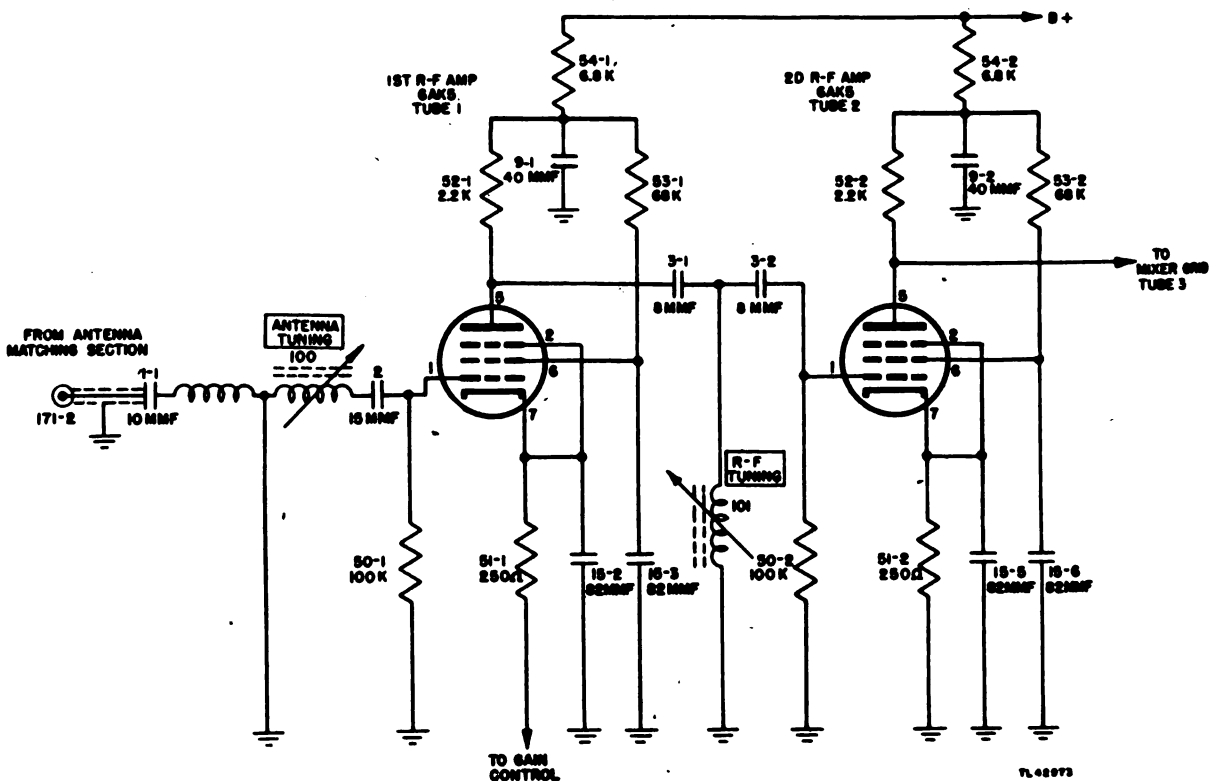 B+
54-1,
6.8 K
54-2
6.8 K
1ST R-F AMP
6AK5
TUBE 1
2D R-F AMP
6AK5
TUBE 2
52-1
2.2 K
9-1
40 MMF
53-1
68 K
52-2
2.2 K
9-2
40 MMF
53-2
68 K
3-1
8 MMF
3-2
8 MMF
TO
MIXER GRID
TUBE 3
FROM ANTENNA
MATCHING SECTION
ANTENNA
TUNING
100
171-2
1-1
10 MMF
2
15 MMF
1
5
2
6
7
1
5
2
6
7
R-F
TUNING
101
50-1
100 K
51-1
250Ω
15-2
82MMF
15-3
82MMF
50-2
100 K
51-2
250Ω
15-5
82MMF
15-6
82MMF
TO GAIN
CONTROL
TL 42973